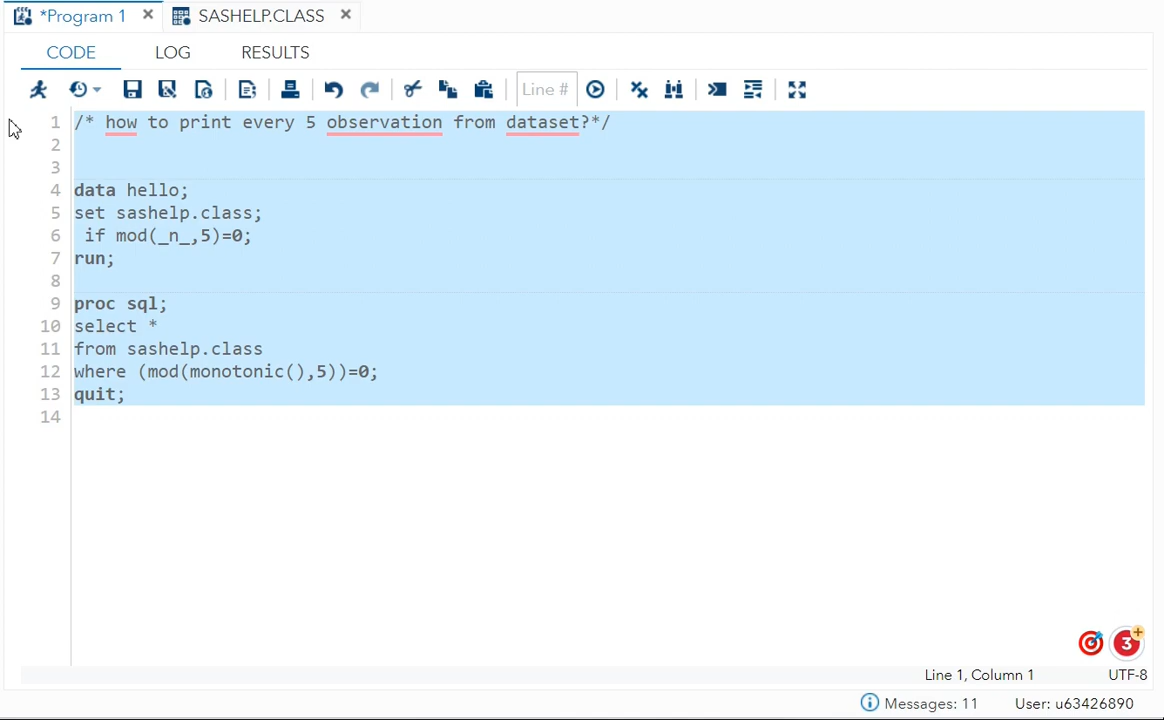 *Program 1 × SASHELP.CLASS ×
CODE LOG RESULTS
Line #
1 /* how to print every 5 observation from dataset?*/
2
3
4 data hello;
5 set sashelp.class;
6 if mod(_n_,5)=0;
7 run;
8
9 proc sql;
10 select *
11 from sashelp.class
12 where (mod(monotonic(),5))=0;
13 quit;
14
3
Line 1, Column 1 UTF-8
Messages: 11 User: u63426890